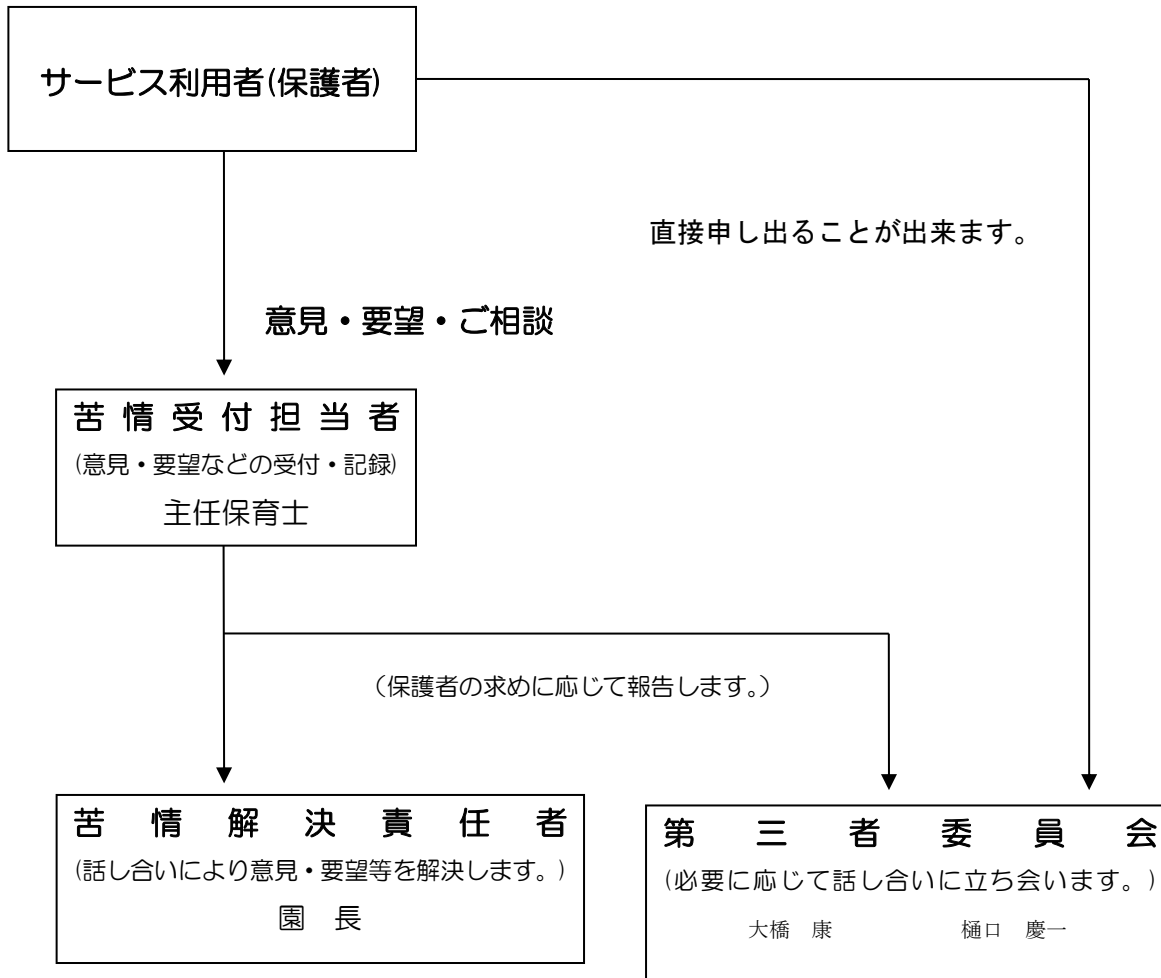 サービス利用者(保護者)
直接申し出ることが出来ます。
意見・要望・ご相談
苦情受付担当者
(意見・要望などの受付・記録)
主任保育士
（保護者の求めに応じて報告します。）
苦情解決責任者
(話し合いにより意見・要望等を解決します。)
園　長
第三者委員会
(必要に応じて話し合いに立ち会います。)
大橋　康　　　　　樋口　慶一